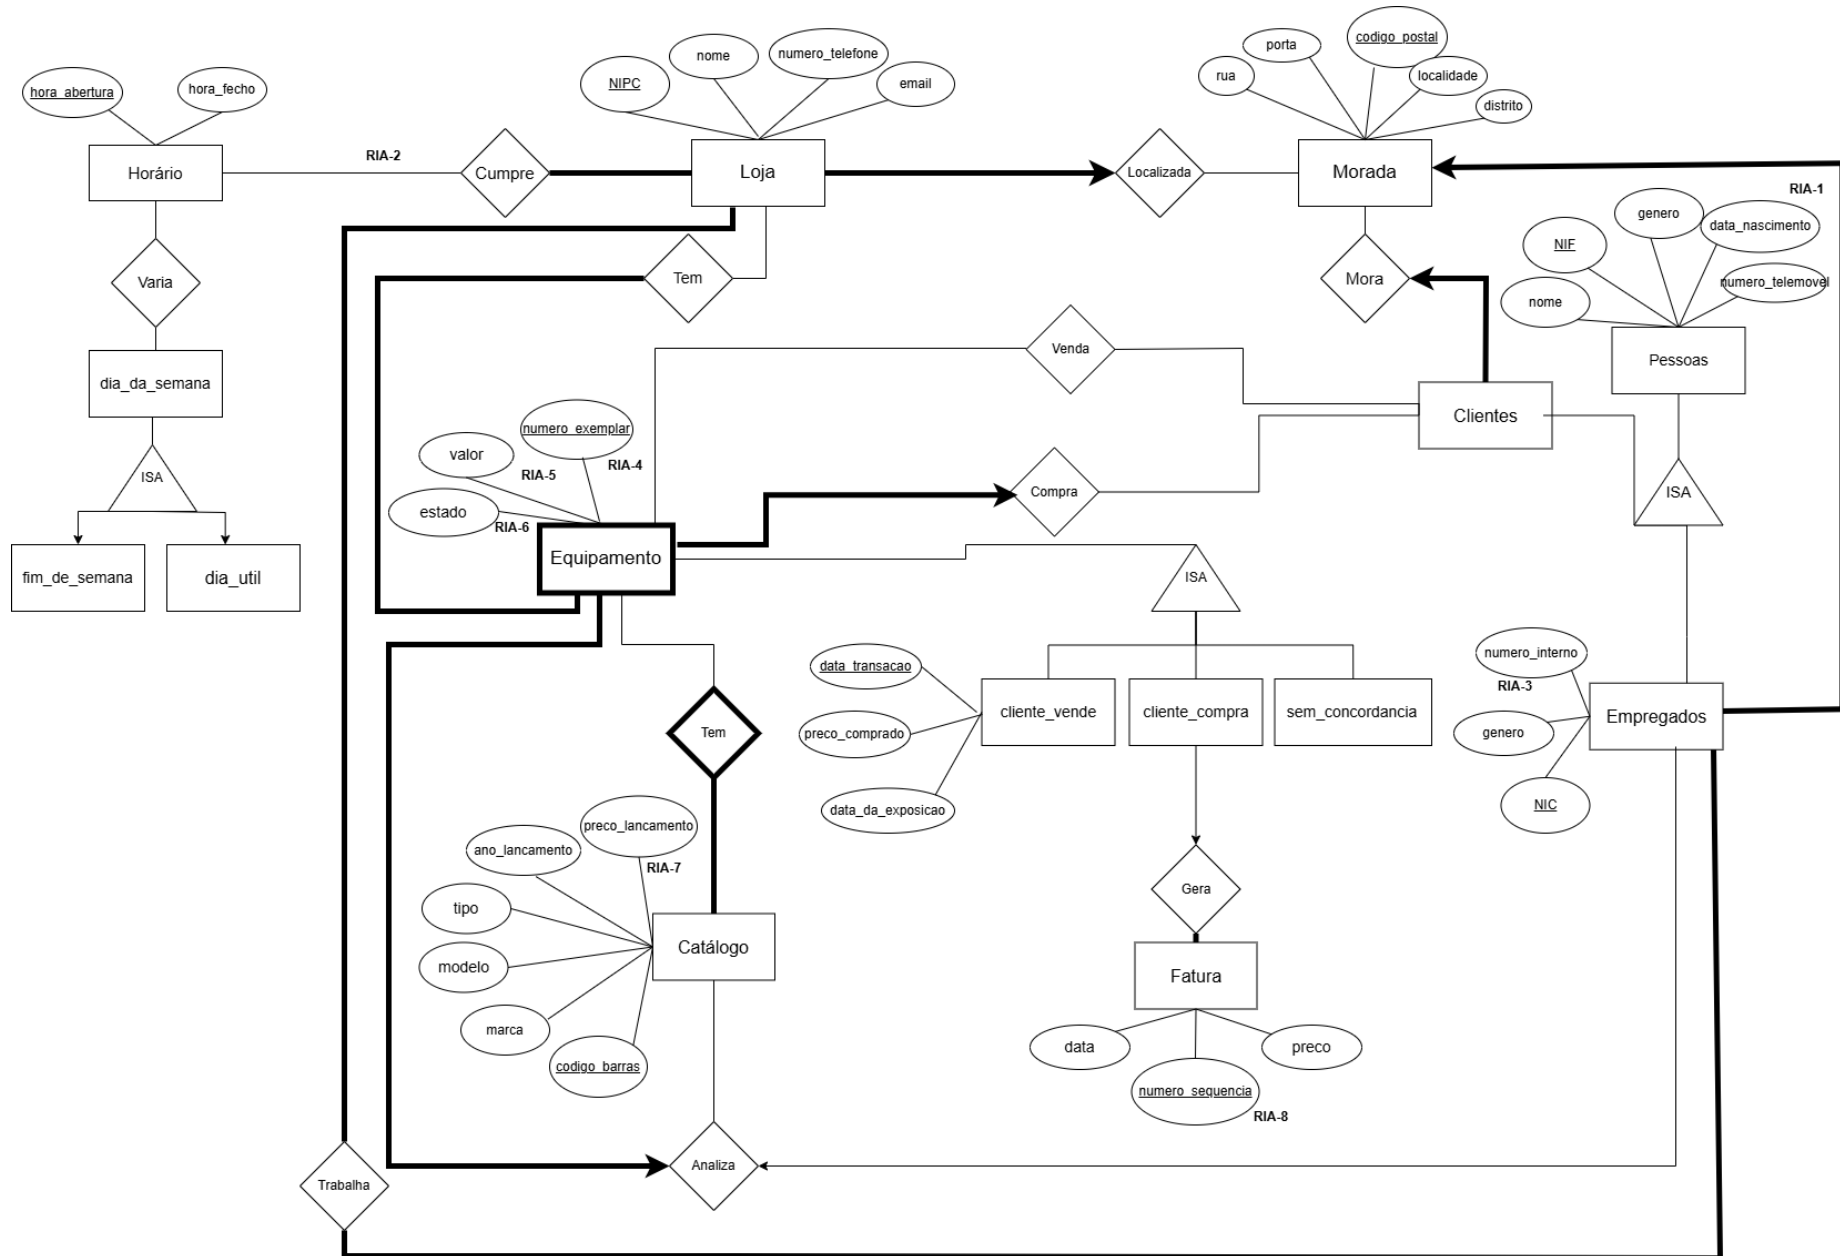 codigo_postal
porta
nome
numero_telefone
rua
localidade
hora_abertura
hora_fecho
NIPC
email
distrito
RIA-2
Horário
Cumpre
Loja
Localizada
Morada
RIA-1
genero
data_nascimento
NIF
Varia
Tem
Mora
numero_telemovel
nome
Venda
Pessoas
dia_da_semana
Clientes
numero_exemplar
valor
RIA-5
RIA-4
ISA
Compra
ISA
estado
RIA-6
Equipamento
fim_de_semana
dia_util
ISA
numero_interno
data_transacao
RIA-3
cliente_vende
cliente_compra
sem_concordancia
Empregados
Tem
preco_comprado
genero
data_da_exposicao
NIC
preco_lancamento
ano_lancamento
RIA-7
Gera
tipo
Catálogo
modelo
Fatura
marca
data
preco
codigo_barras
numero_sequencia
RIA-8
Analiza
Trabalha